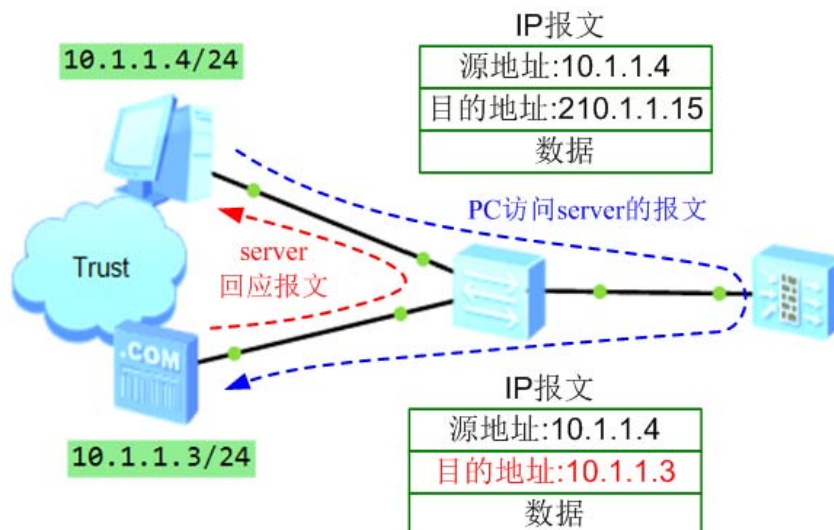 IP报文
10.1.1.4/24
源地址:10.1.1.4
目的地址:210.1.1.15
数据
PC访问server的报文
server
回应报文
Trust
.COM
IP报文
源地址:10.1.1.4
目的地址:10.1.1.3
数据
10.1.1.3/24